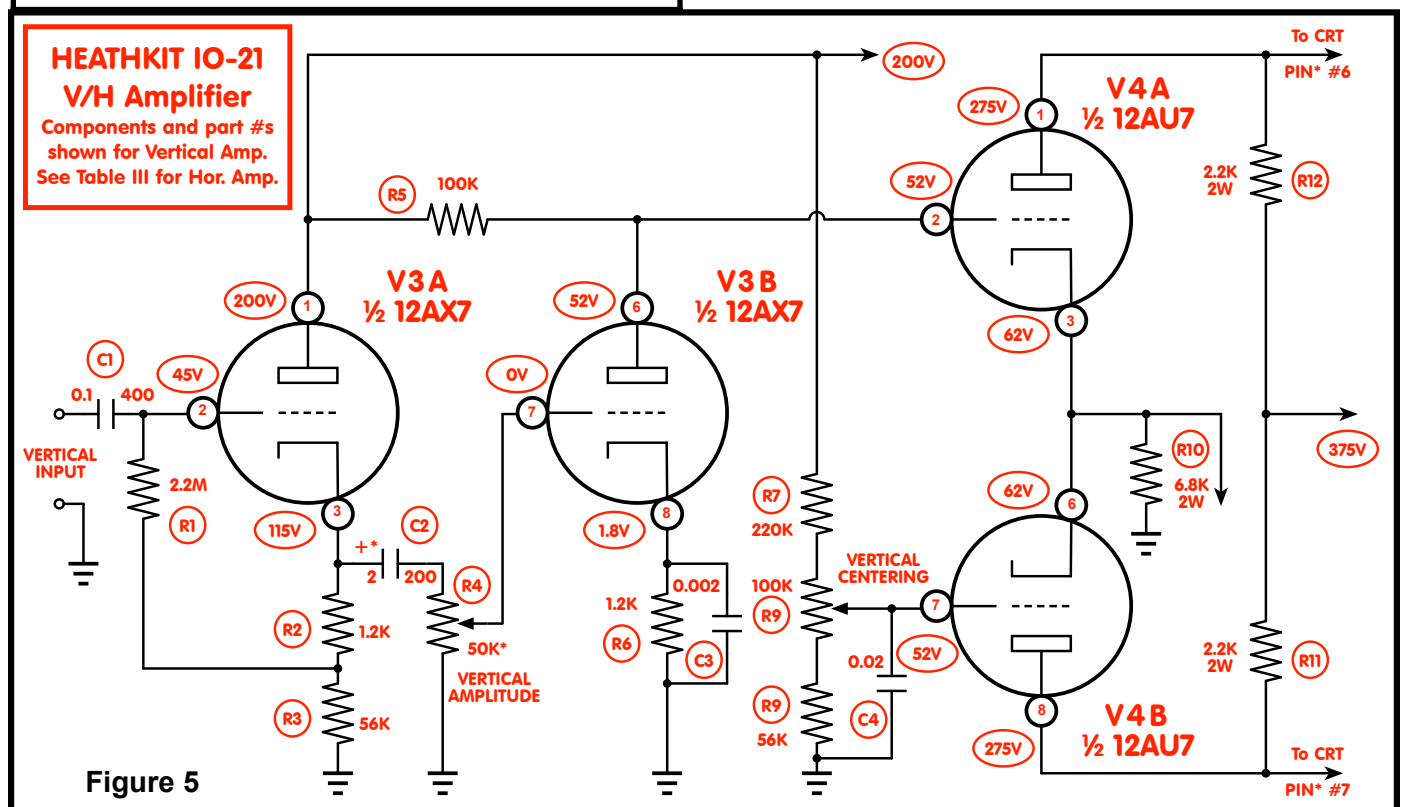 HEATHKIT IO-21
V/H Amplifier
Components and part #s
shown for Vertical Amp.
See Table III for Hor. Amp.
200V
To CRT
PIN* #6
V4A
½ 12AU7
275V
1
52V
2
62V
3
2.2K
2W
R12
R5
100K
V3A
½ 12AX7
200V
1
45V
2
115V
3
C1
0.1
400
VERTICAL
INPUT
2.2M
R1
+*
2
200
C2
R4
50K*
VERTICAL
AMPLITUDE
R2
1.2K
R3
56K
V3B
½ 12AX7
52V
6
0V
7
1.8V
8
1.2K
R6
0.002
C3
R7
220K
100K
R9
VERTICAL
CENTERING
R9
56K
0.02
C4
R10
6.8K
2W
375V
62V
6
7
52V
8
275V
V4B
½ 12AU7
2.2K
2W
R11
To CRT
PIN* #7
Figure 5